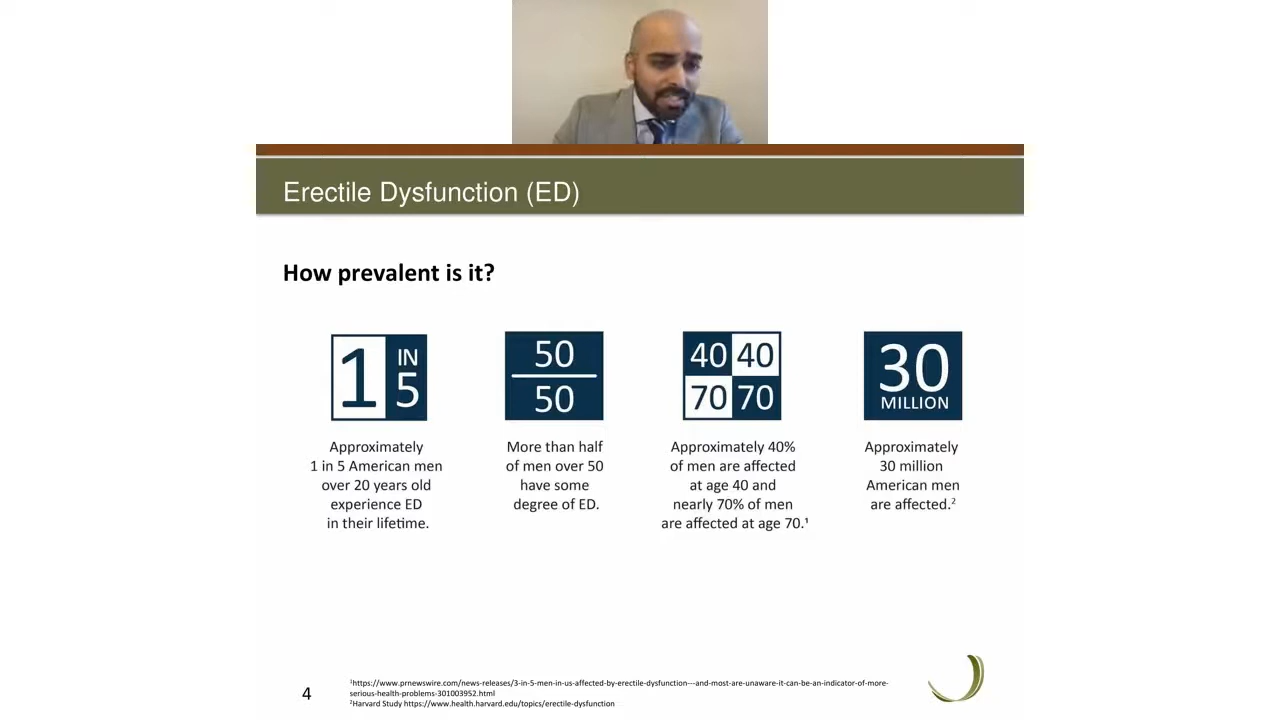 Erectile Dysfunction (ED)
How prevalent is it?
1 IN 5
Approximately
1 in 5 American men
over 20 years old
experience ED
in their lifetime.
50
50
More than half
of men over 50
have some
degree of ED.
40 40
70 70
Approximately 40%
of men are affected
at age 40 and
nearly 70% of men
are affected at age 70.¹
30
MILLION
Approximately
30 million
American men
are affected.²
4
¹https://www.prnewswire.com/news-releases/3-in-5-men-in-us-affected-by-erectile-dysfunction---and-most-are-unaware-it-can-be-an-indicator-of-more-
serious-health-problems-301003952.html
²Harvard Study https://www.health.harvard.edu/topics/erectile-dysfunction